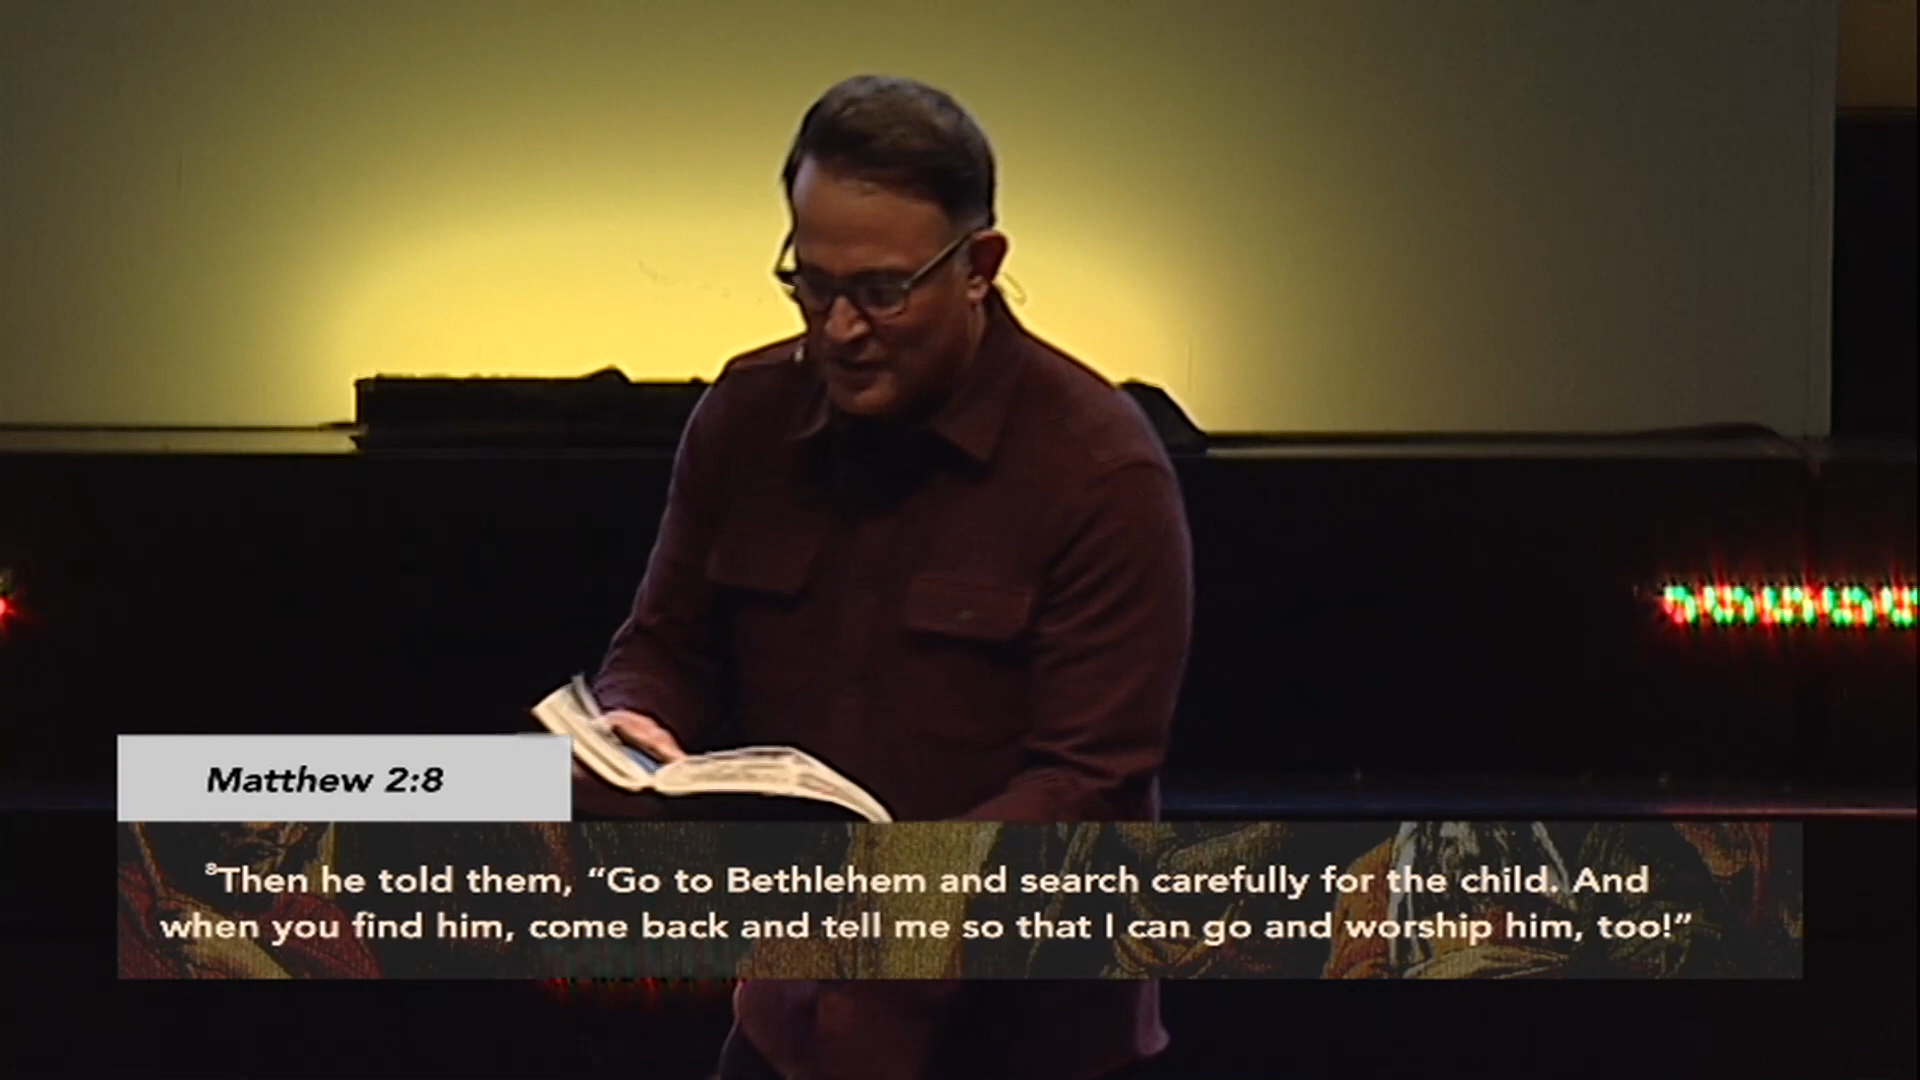 Matthew 2:8
⁸Then he told them, “Go to Bethlehem and search carefully for the child. And
when you find him, come back and tell me so that I can go and worship him, too!”